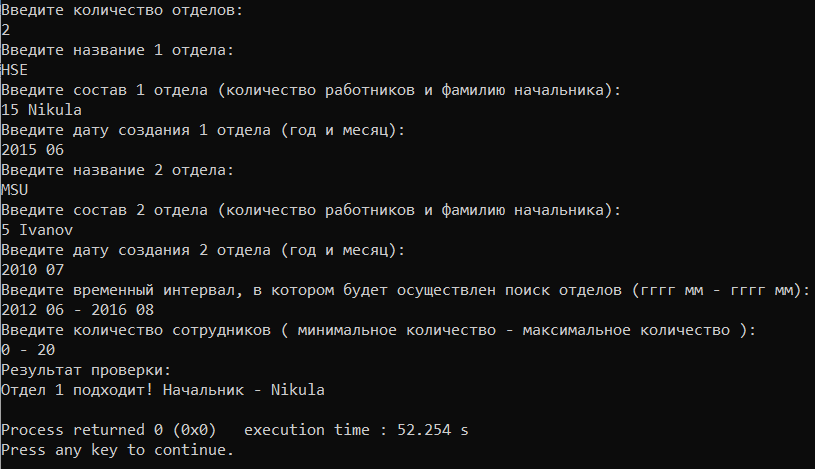 Введите количество отделов:
2
Введите название 1 отдела:
HSE
Введите состав 1 отдела (количество работников и фамилию начальника):
15 Nikula
Введите дату создания 1 отдела (год и месяц):
2015 06
Введите название 2 отдела:
MSU
Введите состав 2 отдела (количество работников и фамилию начальника):
5 Ivanov
Введите дату создания 2 отдела (год и месяц):
2010 07
Введите временный интервал, в котором будет осуществлен поиск отделов (гггг мм - гггг мм):
2012 06 - 2016 08
Введите количество сотрудников ( минимальное количество - максимальное количество ):
0 - 20
Результат проверки:
Отдел 1 подходит! Начальник - Nikula

Process returned 0 (0x0)   execution time : 52.254 s
Press any key to continue.